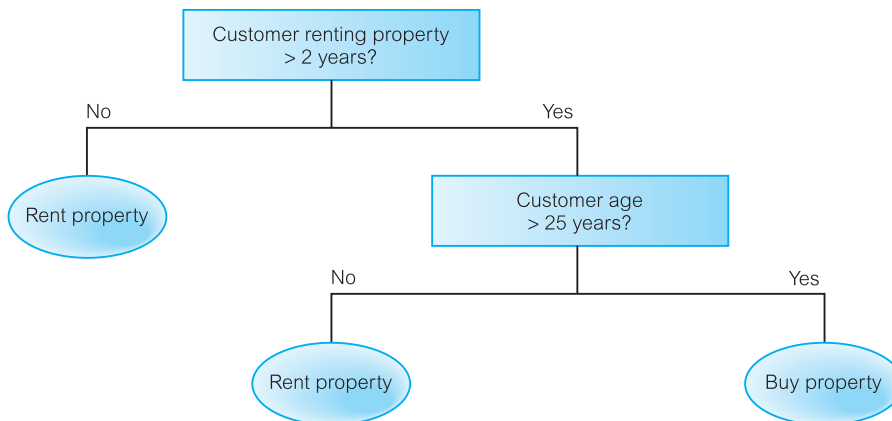 Customer renting property
> 2 years?
No
Yes
Rent property
Customer age
> 25 years?
No
Yes
Rent property
Buy property